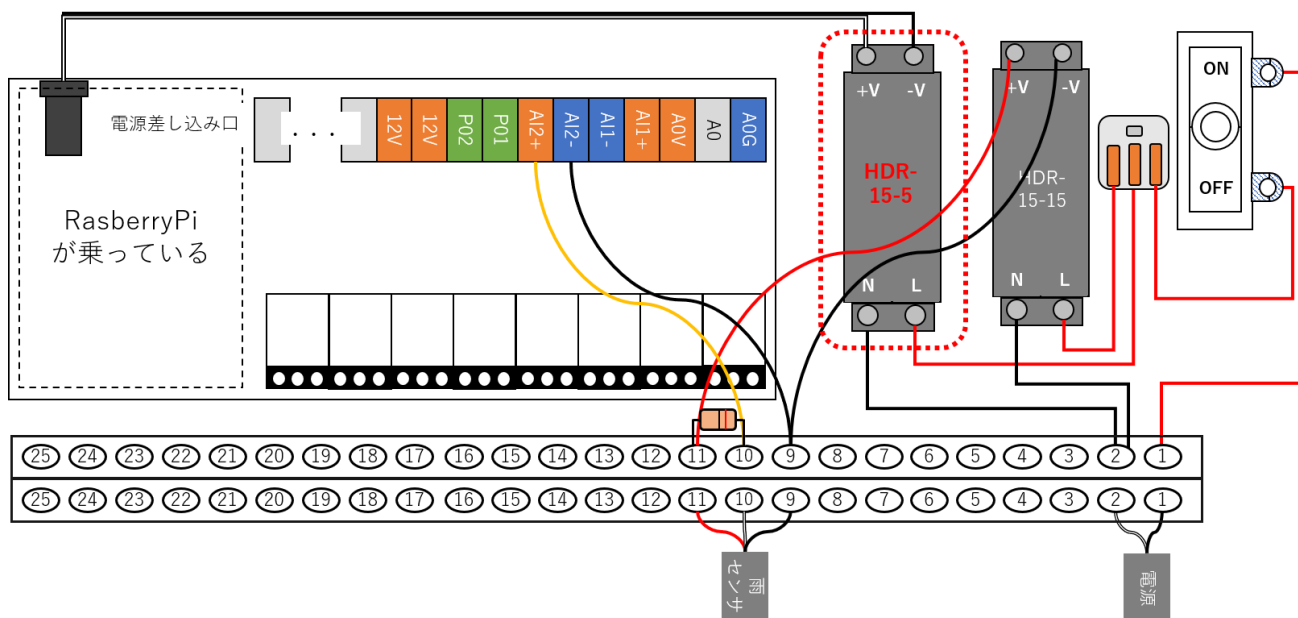 電源差し込み口
RasberryPi
が乗っている
・・・
12V
12V
P02
P01
AI2+
AI2-
AI1-
AI1+
A0V
A0
A0G
+V -V
HDR-
15-5
N L
+V -V
HDR-
15-15
N L
ON
OFF
25 24 23 22 21 20 19 18 17 16 15 14 13 12 11 10 9 8 7 6 5 4 3 2 1
25 24 23 22 21 20 19 18 17 16 15 14 13 12 11 10 9 8 7 6 5 4 3 2 1
雨
センサ
電源